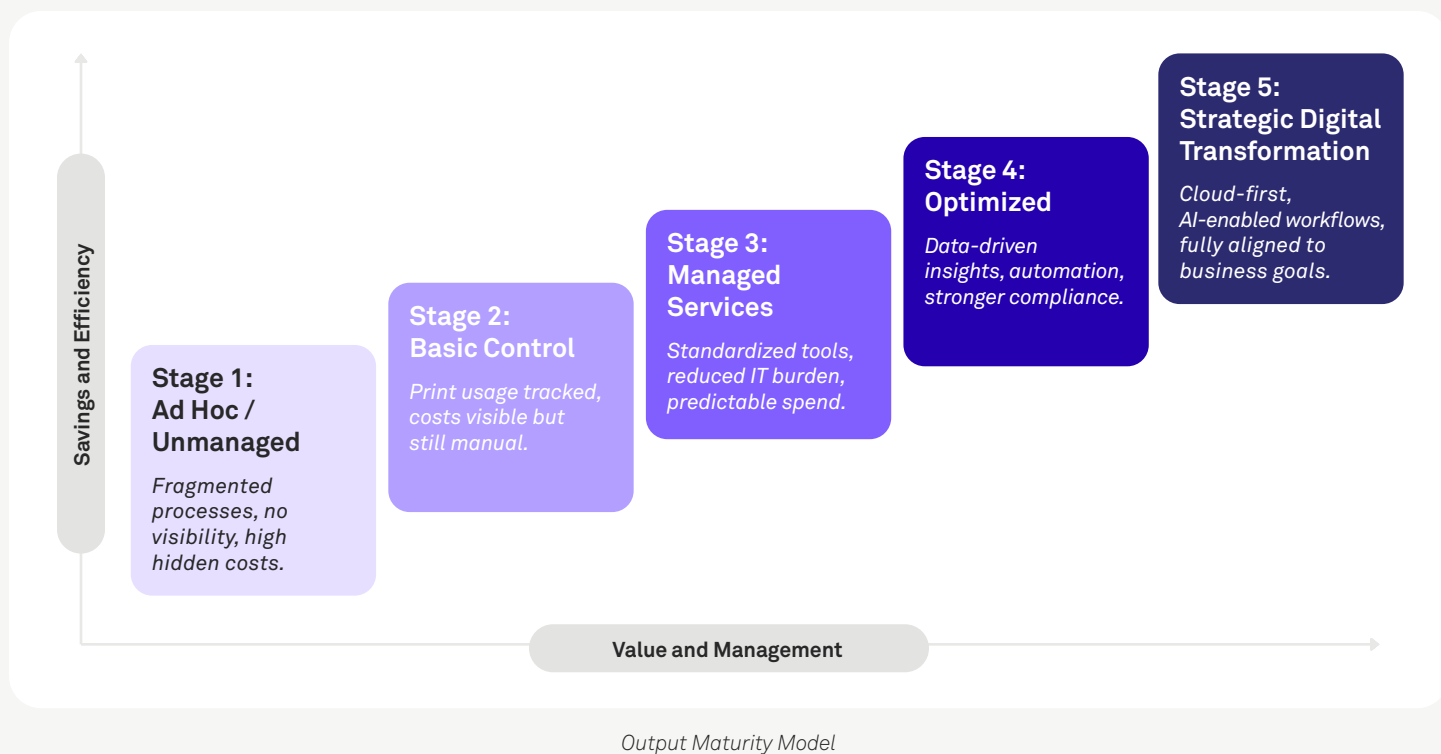 Savings and Efficiency
Stage 1:
Ad Hoc /
Unmanaged
Fragmented
processes, no
visibility, high
hidden costs.
Stage 2:
Basic Control
Print usage tracked,
costs visible but
still manual.
Stage 3:
Managed
Services
Standardized tools,
reduced IT burden,
predictable spend.
Stage 4:
Optimized
Data-driven
insights, automation,
stronger compliance.
Stage 5:
Strategic Digital
Transformation
Cloud-first,
AI-enabled workflows,
fully aligned to
business goals.
Value and Management
Output Maturity Model